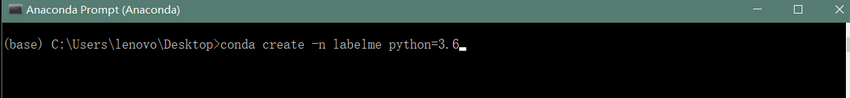 Anaconda Prompt (Anaconda)
(base) C:\Users\lenovo\Desktop>conda create -n labelme python=3.6